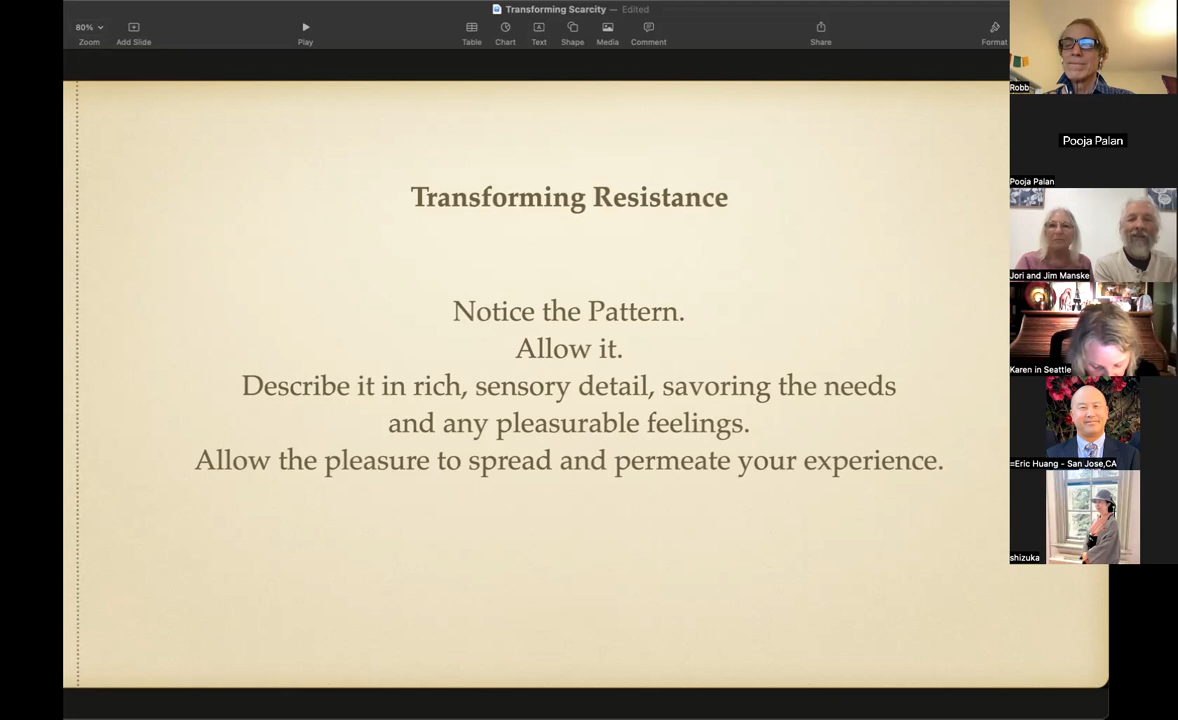 Transforming Scarcity — Edited
80%
Zoom
Add Slide
Play
Table
Chart
Text
Shape
Media
Comment
Share
Format
Transforming Resistance
Notice the Pattern.
Allow it.
Describe it in rich, sensory detail, savoring the needs
and any pleasurable feelings.
Allow the pleasure to spread and permeate your experience.
Robb
Pooja Palan
Pooja Palan
Jori and Jim Manske
Karen in Seattle
=Eric Huang - San Jose,CA
shizuka